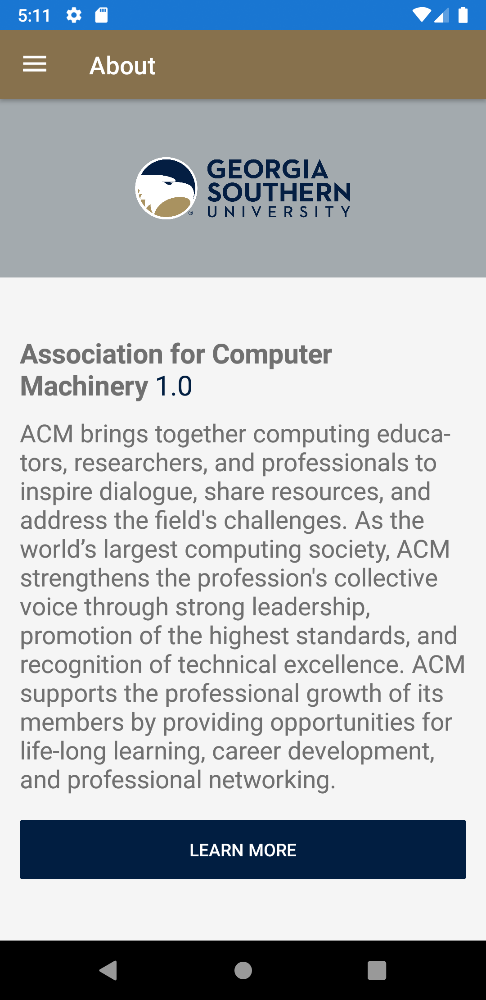 5:11
About
GEORGIA
SOUTHERN
UNIVERSITY
®
Association for Computer
Machinery 1.0
ACM brings together computing educa-
tors, researchers, and professionals to
inspire dialogue, share resources, and
address the field's challenges. As the
world’s largest computing society, ACM
strengthens the profession's collective
voice through strong leadership,
promotion of the highest standards, and
recognition of technical excellence. ACM
supports the professional growth of its
members by providing opportunities for
life-long learning, career development,
and professional networking.
LEARN MORE